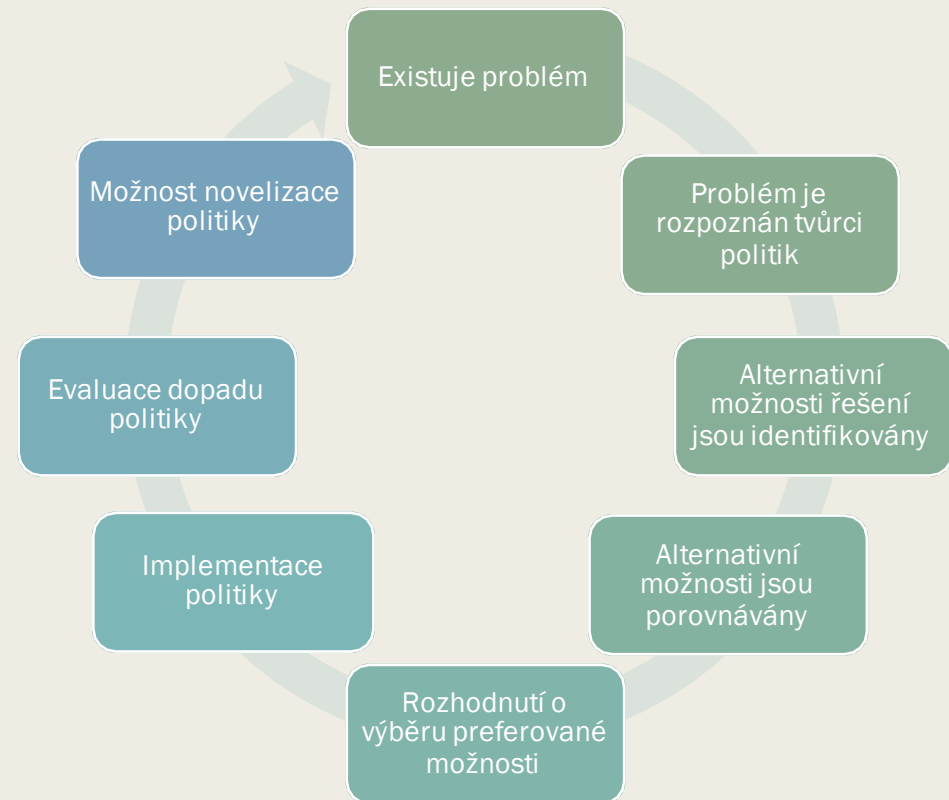 Existuje problém
Problém je
rozpoznán tvůrci
politik
Alternativní
možnosti řešení
jsou identifikovány
Alternativní
možnosti jsou
porovnávány
Rozhodnutí o
výběru preferované
možnosti
Implementace
politiky
Evaluace dopadu
politiky
Možnost novelizace
politiky